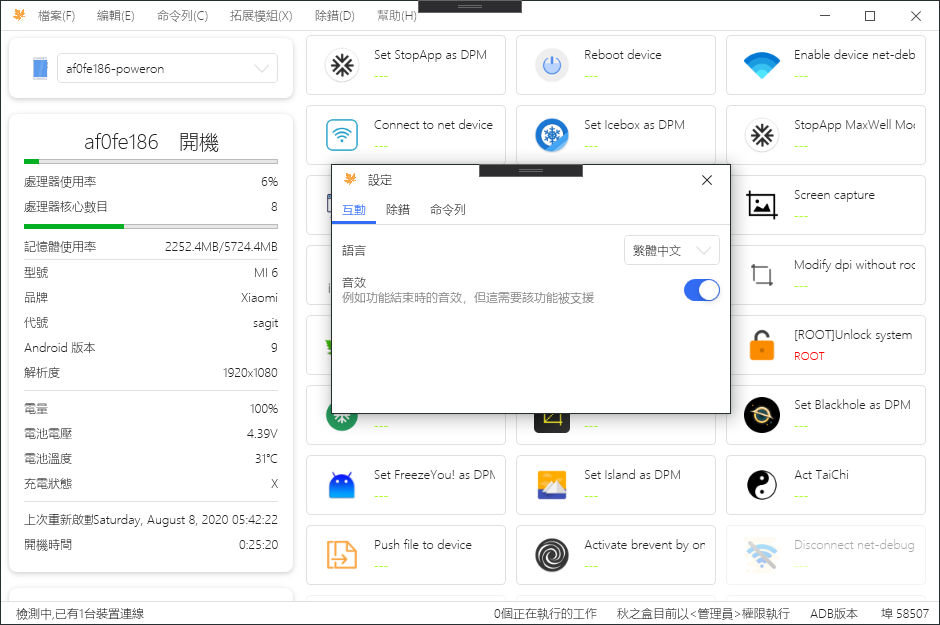 檔案(F) 編輯(E) 命令列(C) 拓展模組(X) 除錯(D) 幫助(H)
af0fe186-poweron
af0fe186 開機
處理器使用率 6%
處理器核心數目 8
記憶體使用率 2252.4MB/5724.4MB
型號 MI 6
品牌 Xiaomi
代號 sagit
Android 版本 9
解析度 1920x1080
電量 100%
電池電壓 4.39V
電池溫度 31℃
充電狀態 X
上次重新啟動Saturday, August 8, 2020 05:42:22
開機時間 0:25:20
Set StopApp as DPM
---
Reboot device
---
Enable device net-deb
---
Connect to net device
---
Set Icebox as DPM
---
StopApp MaxWell Mod
---
設定
互動 除錯 命令列
語言 繁體中文
音效
例如功能結束時的音效，但這需要該功能被支援
Screen capture
---
Modify dpi without roo
---
[ROOT]Unlock system
ROOT
---
---
Set Blackhole as DPM
---
Set FreezeYou! as DPM
---
Set Island as DPM
---
Act TaiChi
---
Push file to device
---
Activate brevent by on
---
Disconnect net-debug
---
檢測中,已有1台裝置連線 0個正在執行的工作 秋之盒目前以<管理員>權限執行 ADB版本 埠 58507